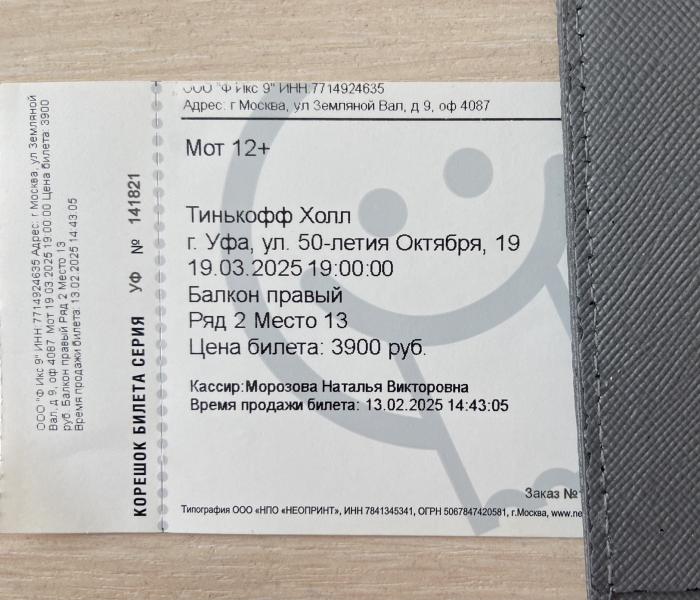 ООО "Ф Икс 9" ИНН:7714924635 Адрес: г Москва, ул Земляной
Вал, д 9, оф 4087 Мот 19 03 2025 19:00:00 Цена билета: 3900
руб. Балкон правый Ряд 2 Место 13
Время продажи билета: 13 02 2025 14:43:05
КОРЕШОК БИЛЕТА СЕРИЯ УФ № 141821
ООО "Ф Икс 9" ИНН:7714924635
Адрес: г Москва, ул Земляной Вал, д 9, оф 4087
Мот 12+
Тинькофф Холл
г. Уфа, ул. 50-летия Октября, 19
19.03.2025 19:00:00
Балкон правый
Ряд 2 Место 13
Цена билета: 3900 руб.
Кассир:Морозова Наталья Викторовна
Время продажи билета: 13.02.2025 14:43:05
Заказ №
Типография ООО «НПО «НЕОПРИНТ», ИНН 7841345341, ОГРН 5067847420581, г.Москва, www.ne